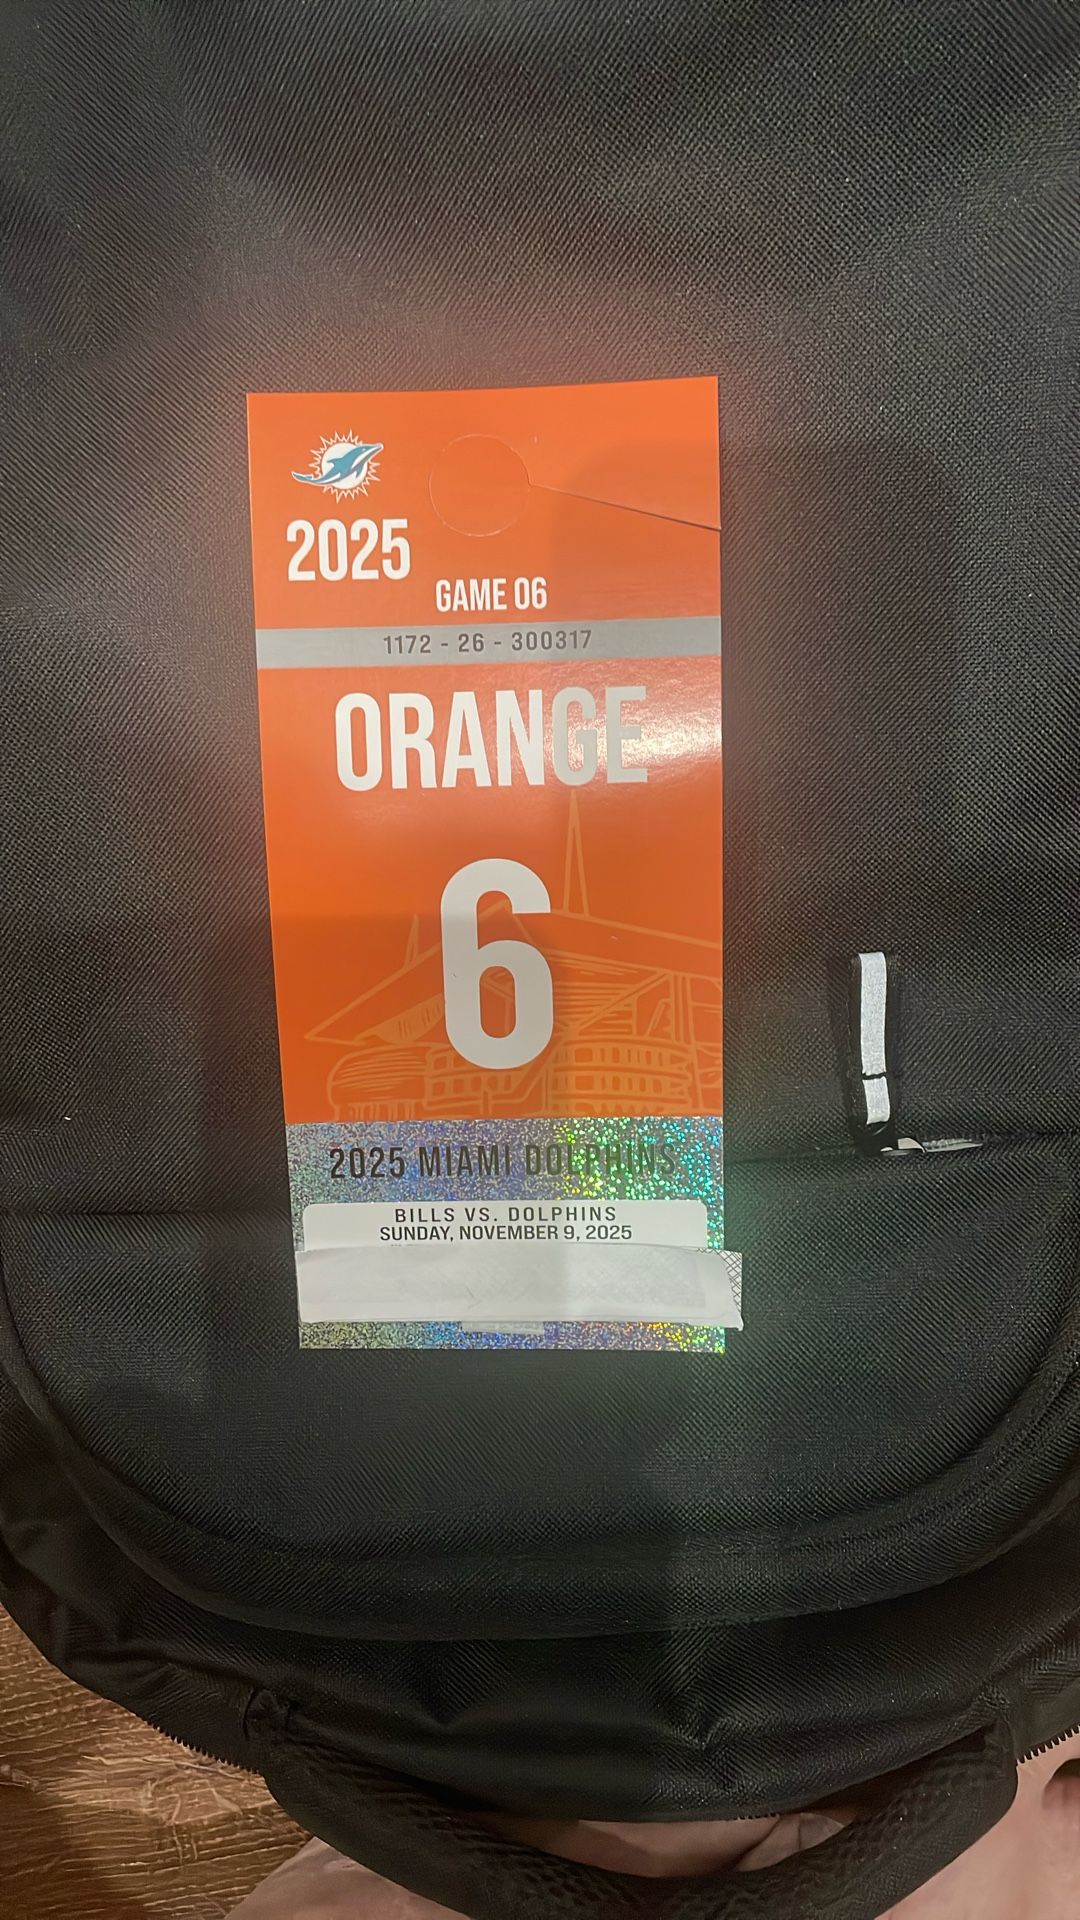 2025
GAME 06
1172 - 26 - 300317
ORANGE
6
2025 MIAMI DOLPHINS
BILLS VS. DOLPHINS
SUNDAY, NOVEMBER 9, 2025